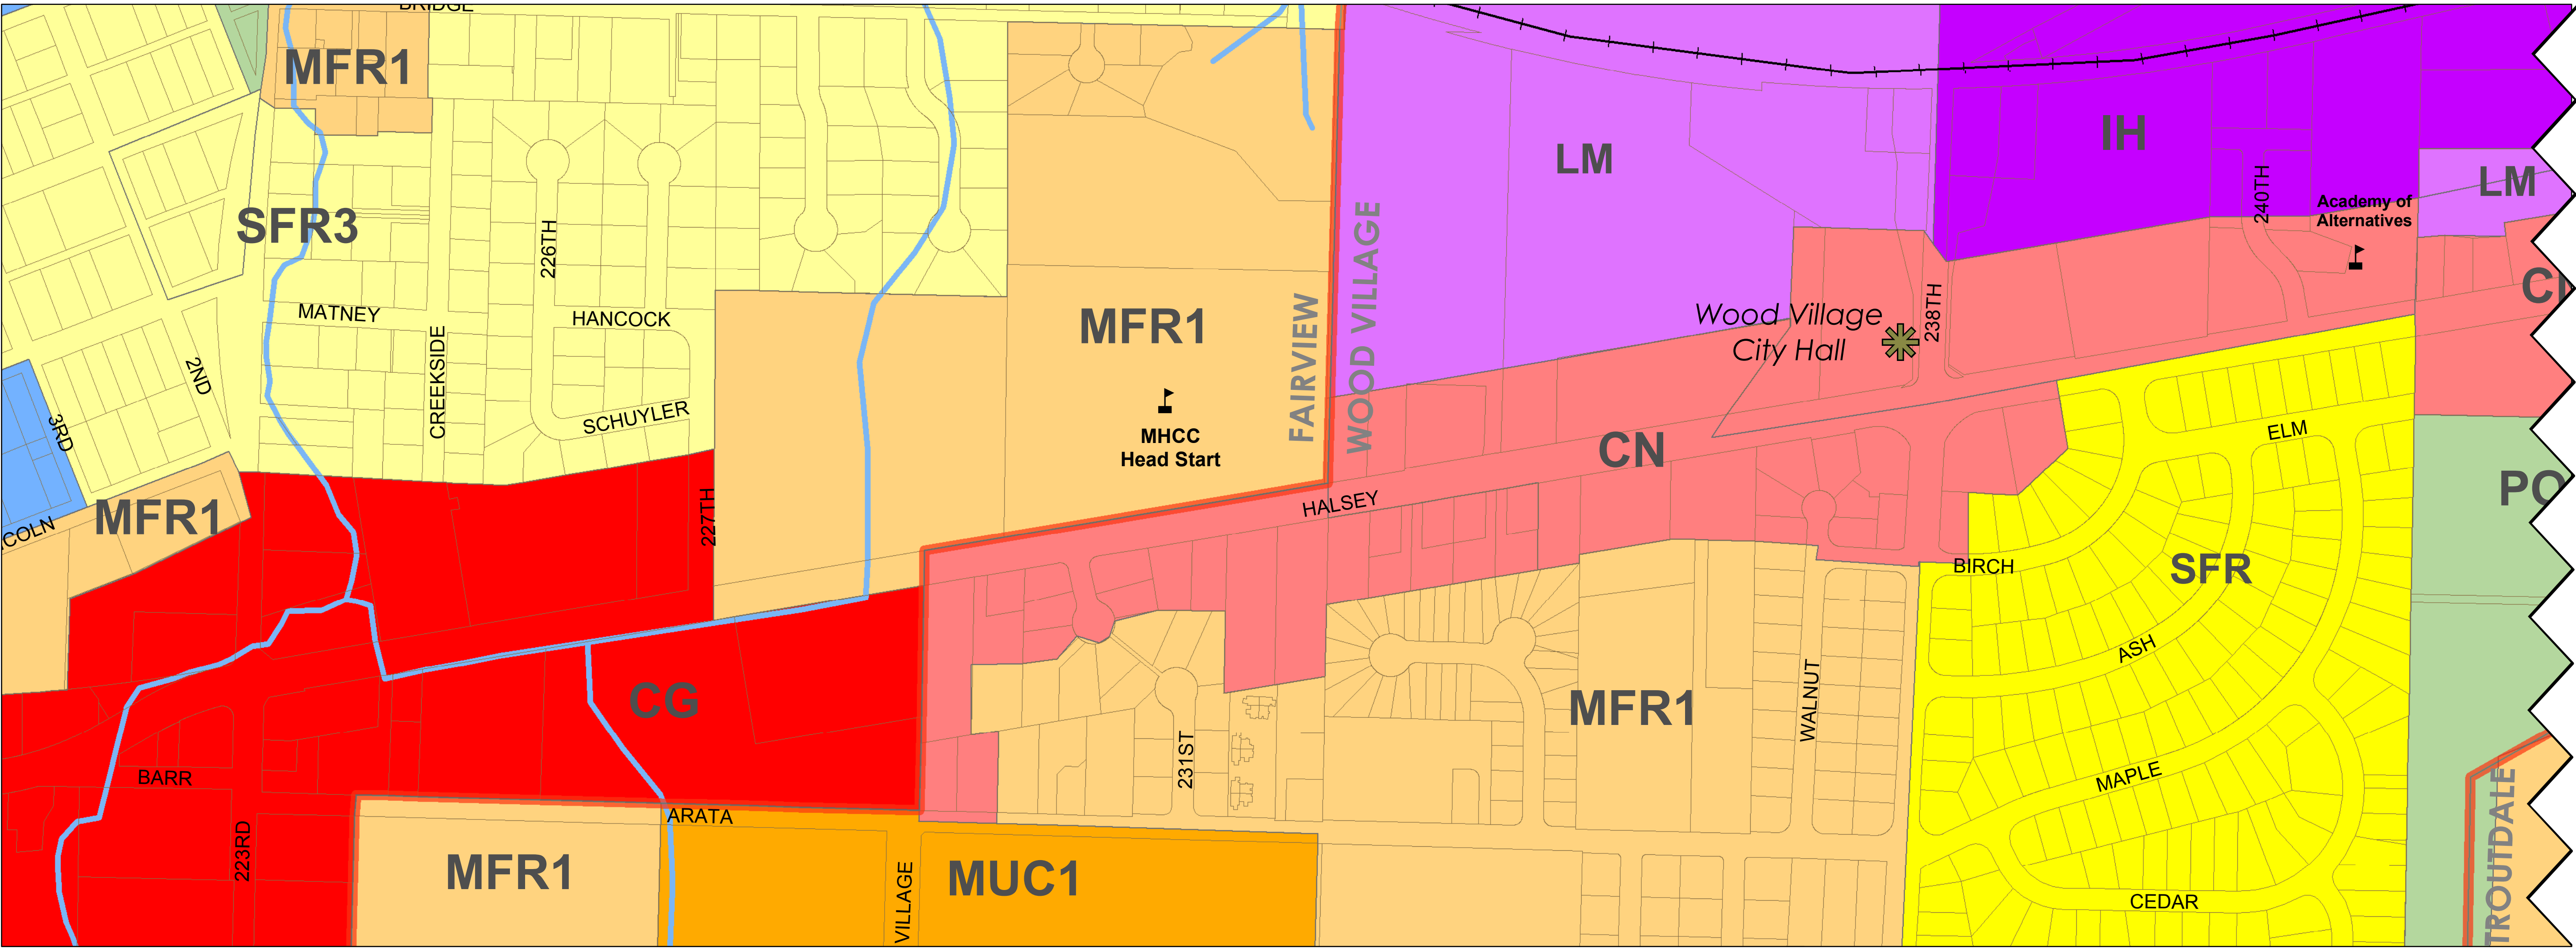 BRIDGE
MFR1
LM
IH
LM
240TH
Academy of
Alternatives
SFR3
226TH
FAIRVIEW
WOOD VILLAGE
238TH
Wood Village
City Hall
MATNEY
HANCOCK
MFR1
CREEKSIDE
2ND
3RD
SCHUYLER
MHCC
Head Start
CN
ELM
HALSEY
MFR1
227TH
COLN
BIRCH
SFR
ASH
CG
MFR1
WALNUT
231ST
BARR
MAPLE
ARATA
223RD
MFR1
VILLAGE
MUC1
CEDAR
TROUTDALE